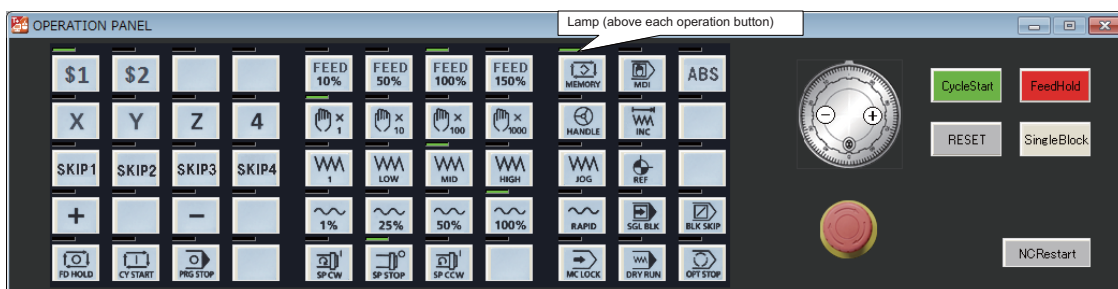 OPERATION PANEL
Lamp (above each operation button)
$1 $2 FEED 10% FEED 50% FEED 100% FEED 150% MEMORY MDI ABS
X Y Z 4 × 1 × 10 × 100 × 1000 HANDLE INC
SKIP1 SKIP2 SKIP3 SKIP4 1 LOW MID HIGH JOG REF
+ − 1% 25% 50% 100% RAPID SGL BLK BLK SKIP
FD HOLD CY START PRG STOP SP CW SP STOP SP CCW MC LOCK DRY RUN OPT STOP
− +
CycleStart FeedHold
RESET SingleBlock
NCRestart